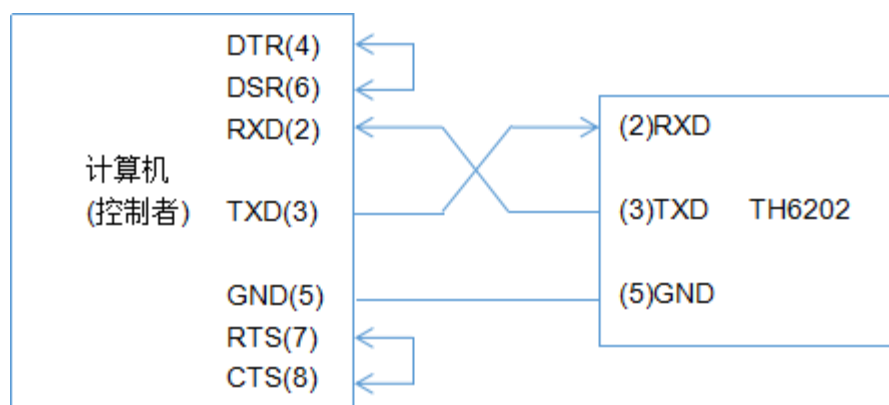 DTR(4)
DSR(6)
RXD(2)
计算机
(控制者)
TXD(3)
GND(5)
RTS(7)
CTS(8)
(2)RXD
(3)TXD TH6202
(5)GND